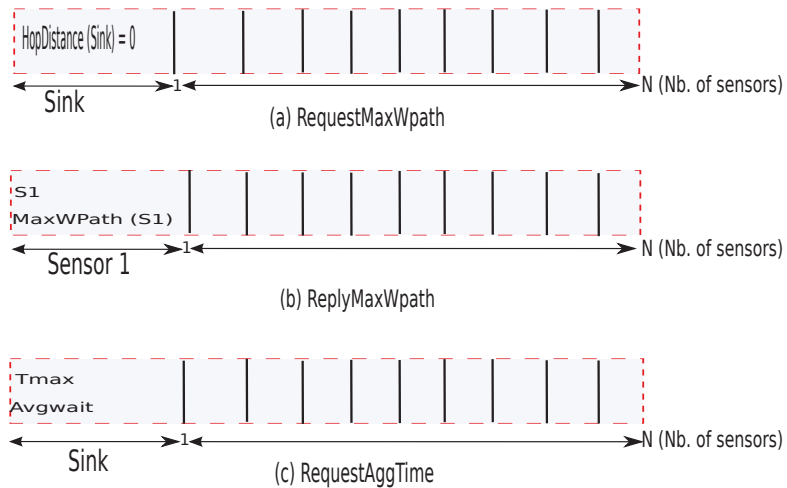 HopDistance (Sink) = 0
1
N (Nb. of sensors)
Sink
(a) RequestMaxWpath
S1
MaxWPath (S1)
1
N (Nb. of sensors)
Sensor 1
(b) ReplyMaxWpath
Tmax
Avgwait
1
N (Nb. of sensors)
Sink
(c) RequestAggTime